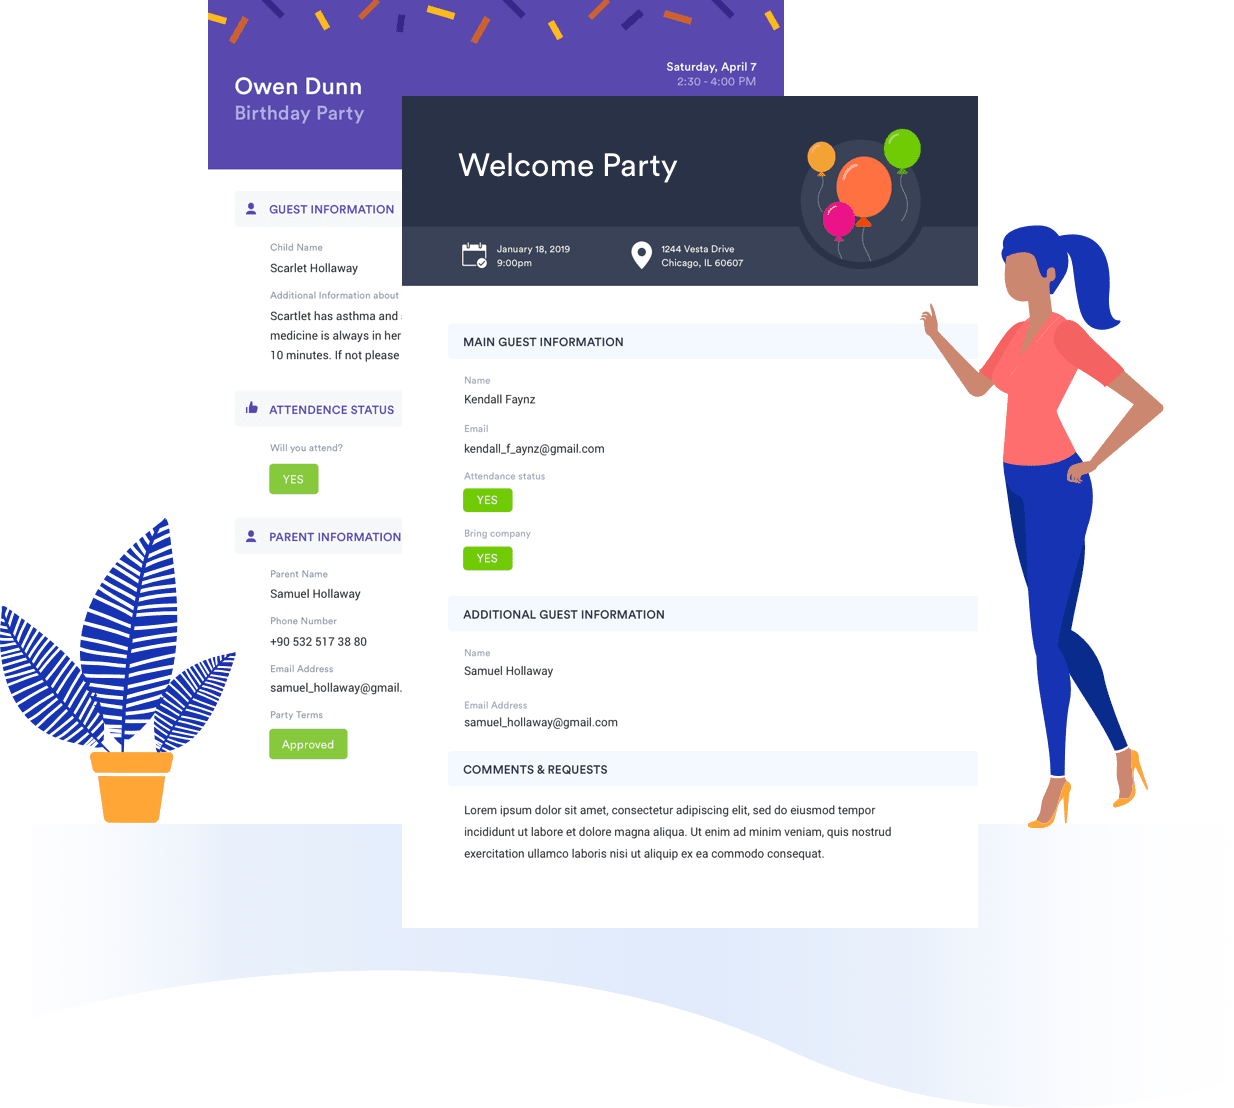 Owen Dunn
Birthday Party
Saturday, April 7
2:30 - 4:00 PM
GUEST INFORMATION
Child Name
Scarlet Hollaway
Additional Information about
Scartlet has asthma and
medicine is always in her
10 minutes. If not please
ATTENDENCE STATUS
Will you attend?
YES
PARENT INFORMATION
Parent Name
Samuel Hollaway
Phone Number
+90 532 517 38 80
Email Address
samuel_hollaway@gmail.
Party Terms
Approved
Welcome Party
January 18, 2019
9:00pm
1244 Vesta Drive
Chicago, IL 60607
MAIN GUEST INFORMATION
Name
Kendall Faynz
Email
kendall_f_aynz@gmail.com
Attendance status
YES
Bring company
YES
ADDITIONAL GUEST INFORMATION
Name
Samuel Hollaway
Email Address
samuel_hollaway@gmail.com
COMMENTS & REQUESTS
Lorem ipsum dolor sit amet, consectetur adipiscing elit, sed do eiusmod tempor
incididunt ut labore et dolore magna aliqua. Ut enim ad minim veniam, quis nostrud
exercitation ullamco laboris nisi ut aliquip ex ea commodo consequat.